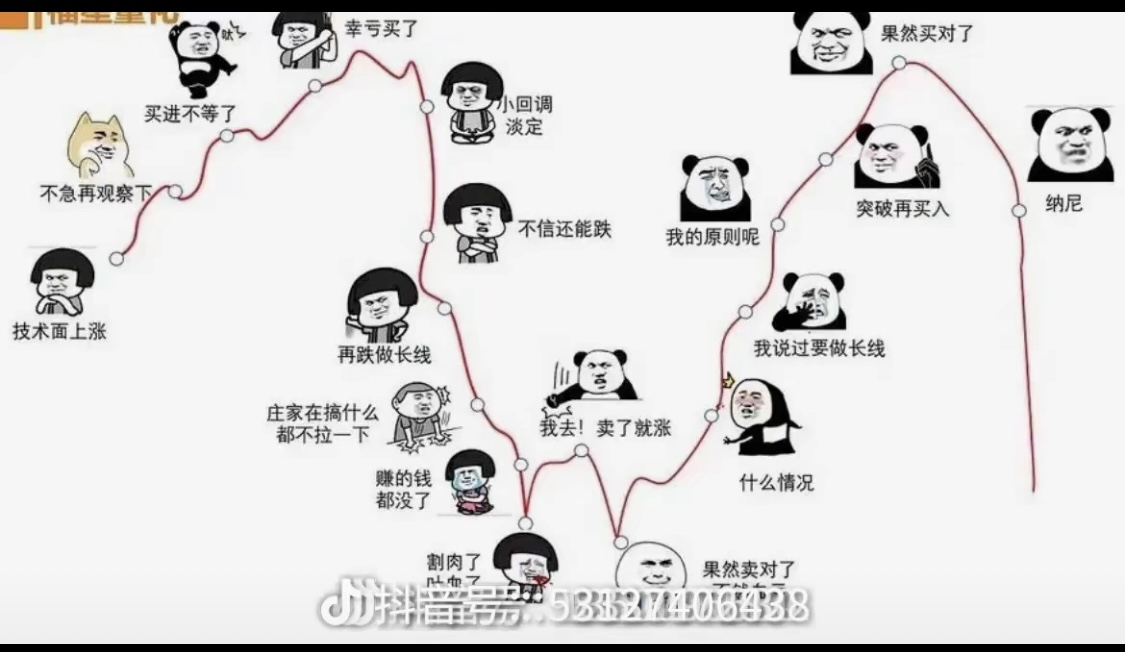 幸亏买了
果然买对了
买进不等了
小回调
淡定
不急再观察下
突破再买入
纳尼
不信还能跌
我的原则呢
技术面上涨
再跌做长线
我说过要做长线
庄家在搞什么
都不拉一下
我去！卖了就涨
赚的钱
都没了
什么情况
割肉了
吐血了
果然卖对了
抖音号